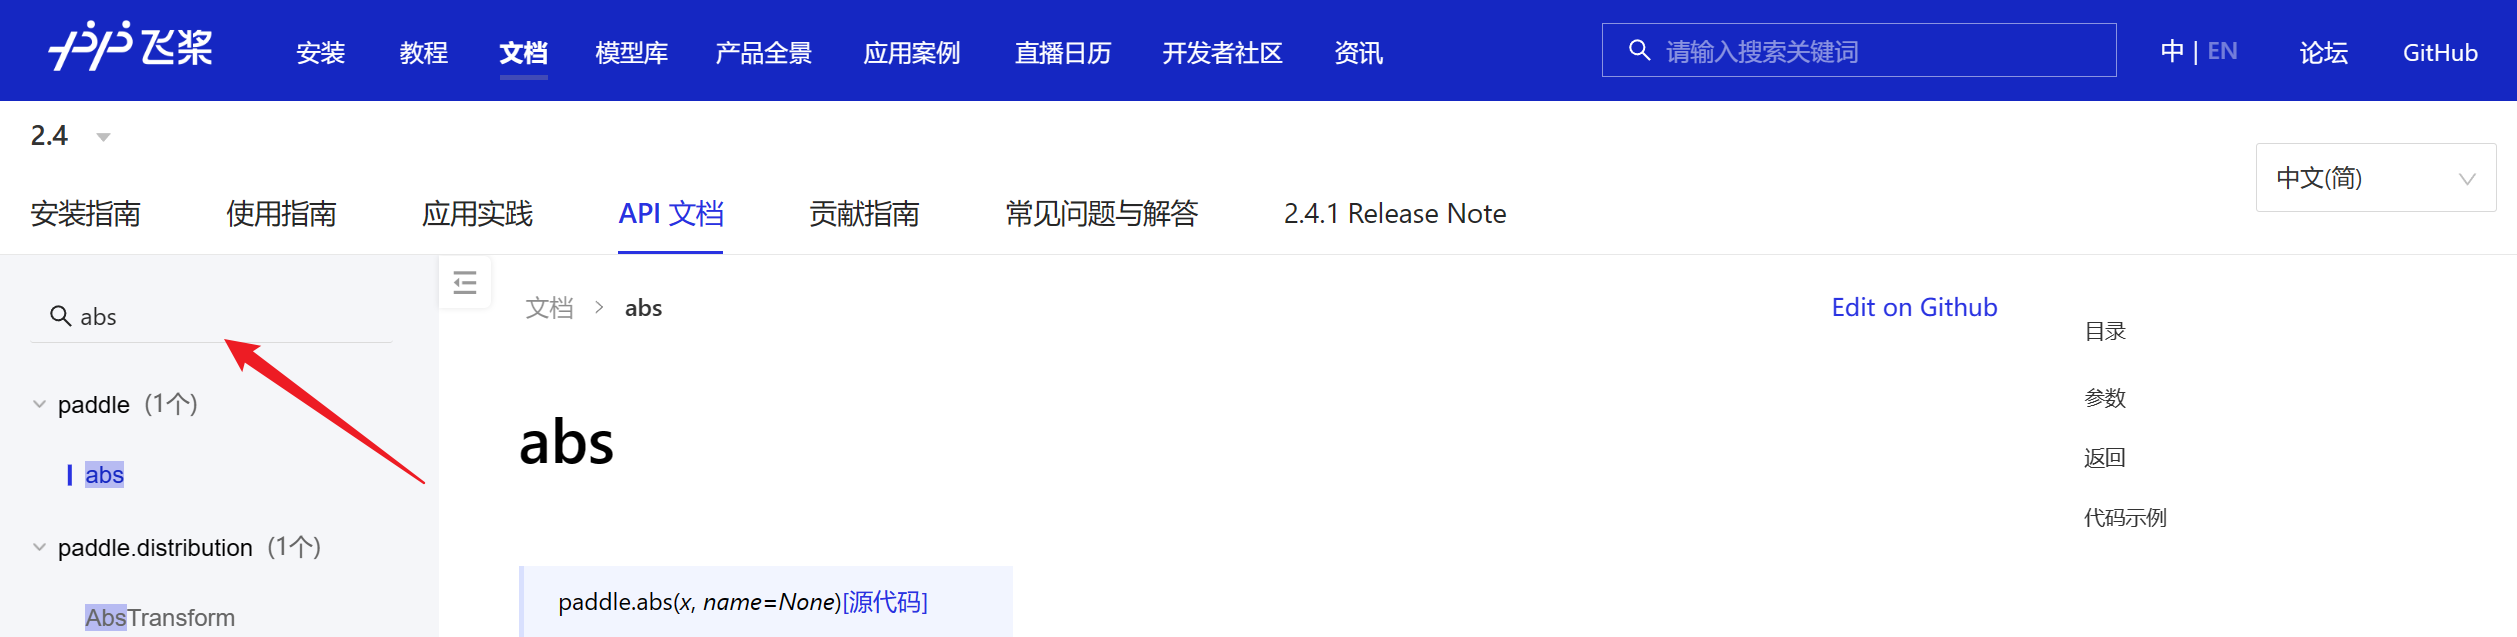 飞桨 安装 教程 文档 模型库 产品全景 应用案例 直播日历 开发者社区 资讯 请输入搜索关键词 中 | EN 论坛 GitHub
2.4
中文(简)
安装指南 使用指南 应用实践 API 文档 贡献指南 常见问题与解答 2.4.1 Release Note
abs
paddle (1个)
abs
paddle.distribution (1个)
AbsTransform
文档 > abs
Edit on Github
abs
paddle.abs(x, name=None)[源代码]
目录
参数
返回
代码示例